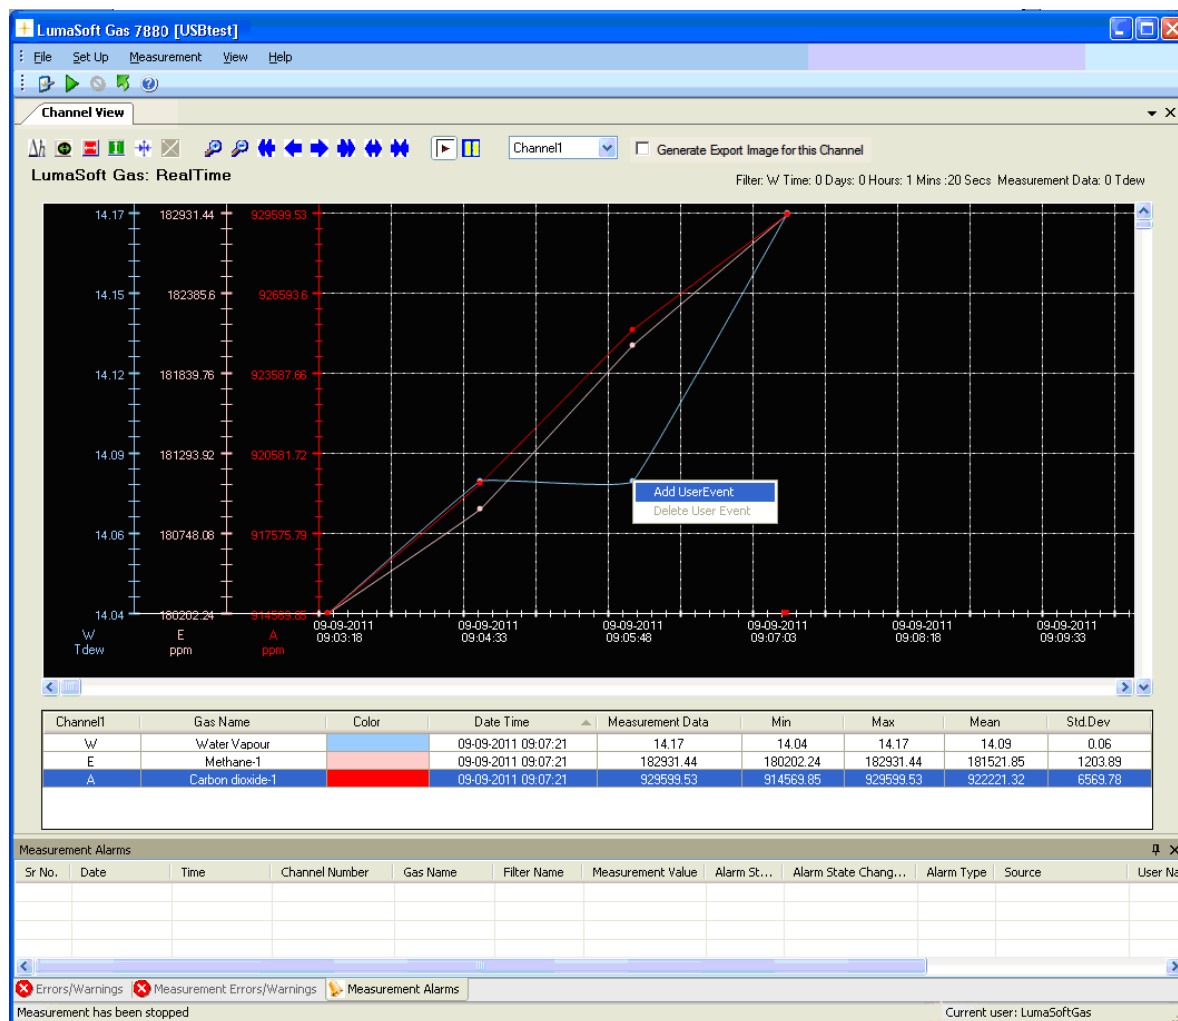 LumaSoft Gas 7880 [USBtest]
File Set Up Measurement View Help
Channel View
Channel1 Generate Export Image for this Channel
LumaSoft Gas: RealTime
Filter: W Time: 0 Days: 0 Hours: 1 Mins :20 Secs Measurement Data: 0 Tdew
14.17 182931.44 929599.53
14.15 182385.6 926593.6
14.12 181839.76 923587.66
14.09 181293.92 920581.72
Add UserEvent
Delete User Event
14.06 180748.08 917575.79
14.04 180202.24 914569.85
W E A
Tdew ppm ppm
09-09-2011 09-09-2011 09-09-2011 09-09-2011 09-09-2011 09-09-2011
09:03:18 09:04:33 09:05:48 09:07:03 09:08:18 09:09:33
Channel1 Gas Name Color Date Time Measurement Data Min Max Mean Std.Dev
W Water Vapour 09-09-2011 09:07:21 14.17 14.04 14.17 14.09 0.06
E Methane-1 09-09-2011 09:07:21 182931.44 180202.24 182931.44 181521.85 1203.89
A Carbon dioxide-1 09-09-2011 09:07:21 929599.53 914569.85 929599.53 922221.32 6569.78
Measurement Alarms
Sr No. Date Time Channel Number Gas Name Filter Name Measurement Value Alarm St... Alarm State Chang... Alarm Type Source User Na
Errors/Warnings Measurement Errors/Warnings Measurement Alarms
Measurement has been stopped Current user: LumaSoftGas